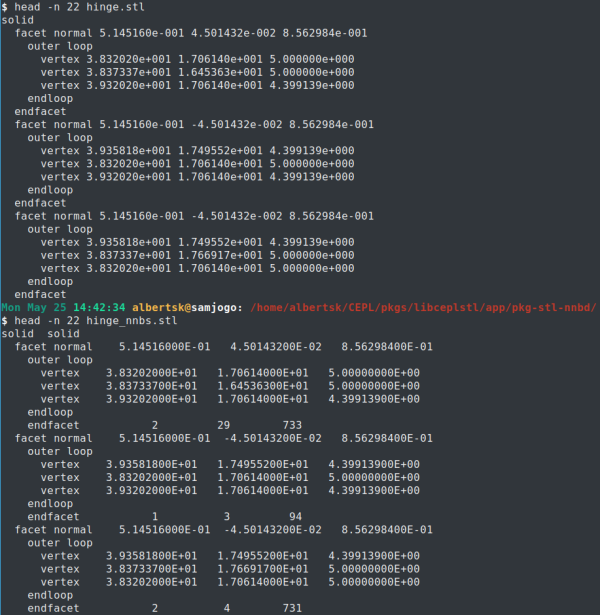 $ head -n 22 hinge.stl
solid
  facet normal 5.145160e-001 4.501432e-002 8.562984e-001
    outer loop
      vertex 3.832020e+001 1.706140e+001 5.000000e+000
      vertex 3.837337e+001 1.645363e+001 5.000000e+000
      vertex 3.932020e+001 1.706140e+001 4.399139e+000
    endloop
  endfacet
  facet normal 5.145160e-001 -4.501432e-002 8.562984e-001
    outer loop
      vertex 3.935818e+001 1.749552e+001 4.399139e+000
      vertex 3.832020e+001 1.706140e+001 5.000000e+000
      vertex 3.932020e+001 1.706140e+001 4.399139e+000
    endloop
  endfacet
  facet normal 5.145160e-001 -4.501432e-002 8.562984e-001
    outer loop
      vertex 3.935818e+001 1.749552e+001 4.399139e+000
      vertex 3.837337e+001 1.766917e+001 5.000000e+000
      vertex 3.832020e+001 1.706140e+001 5.000000e+000
    endloop
  endfacet
Mon May 25 14:42:34 albertsk@samjogo: /home/albertsk/CEPL/pkgs/libceplstl/app/pkg-stl-nnbd/
$ head -n 22 hinge_nnbs.stl
solid  solid
  facet normal    5.14516000E-01   4.50143200E-02   8.56298400E-01
    outer loop
      vertex    3.83202000E+01   1.70614000E+01   5.00000000E+00
      vertex    3.83733700E+01   1.64536300E+01   5.00000000E+00
      vertex    3.93202000E+01   1.70614000E+01   4.39913900E+00
    endloop
    endfacet           2         29        733
  facet normal    5.14516000E-01  -4.50143200E-02   8.56298400E-01
    outer loop
      vertex    3.93581800E+01   1.74955200E+01   4.39913900E+00
      vertex    3.83202000E+01   1.70614000E+01   5.00000000E+00
      vertex    3.93202000E+01   1.70614000E+01   4.39913900E+00
    endloop
    endfacet           1          3         94
  facet normal    5.14516000E-01  -4.50143200E-02   8.56298400E-01
    outer loop
      vertex    3.93581800E+01   1.74955200E+01   4.39913900E+00
      vertex    3.83733700E+01   1.76691700E+01   5.00000000E+00
      vertex    3.83202000E+01   1.70614000E+01   5.00000000E+00
    endloop
    endfacet           2          4        731